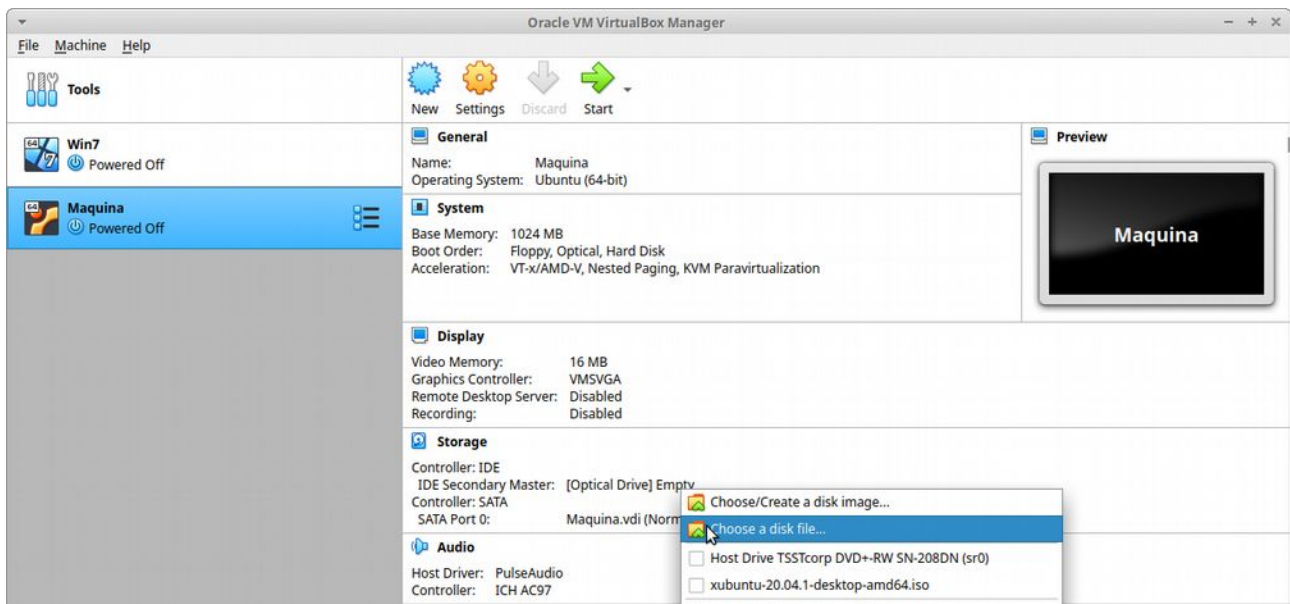 Oracle VM VirtualBox Manager
File Machine Help
Tools
New Settings Discard Start
Win7
Powered Off
Maquina
Powered Off
General
Name: Maquina
Operating System: Ubuntu (64-bit)
Preview
Maquina
System
Base Memory: 1024 MB
Boot Order: Floppy, Optical, Hard Disk
Acceleration: VT-x/AMD-V, Nested Paging, KVM Paravirtualization
Display
Video Memory: 16 MB
Graphics Controller: VMSVGA
Remote Desktop Server: Disabled
Recording: Disabled
Storage
Controller: IDE
IDE Secondary Master: [Optical Drive] Empty
Controller: SATA
SATA Port 0: Maquina.vdi (Norm
Choose/Create a disk image...
Choose a disk file...
Host Drive TSSTcorp DVD+-RW SN-208DN (sr0)
xubuntu-20.04.1-desktop-amd64.iso
Audio
Host Driver: PulseAudio
Controller: ICH AC97